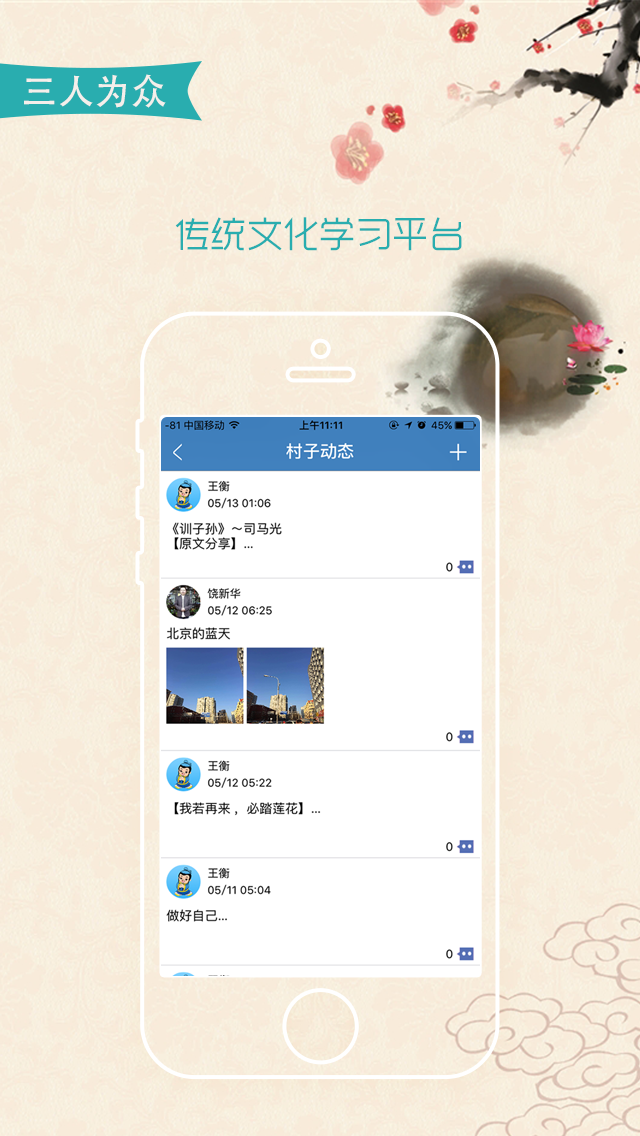 三人为众
传统文化学习平台
-81 中国移动 上午11:11 45%
村子动态
王衡
05/13 01:06
《训子孙》～司马光
【原文分享】...
0
饶新华
05/12 06:25
北京的蓝天
0
王衡
05/12 05:22
【我若再来，必踏莲花】...
0
王衡
05/11 05:04
做好自己...
0